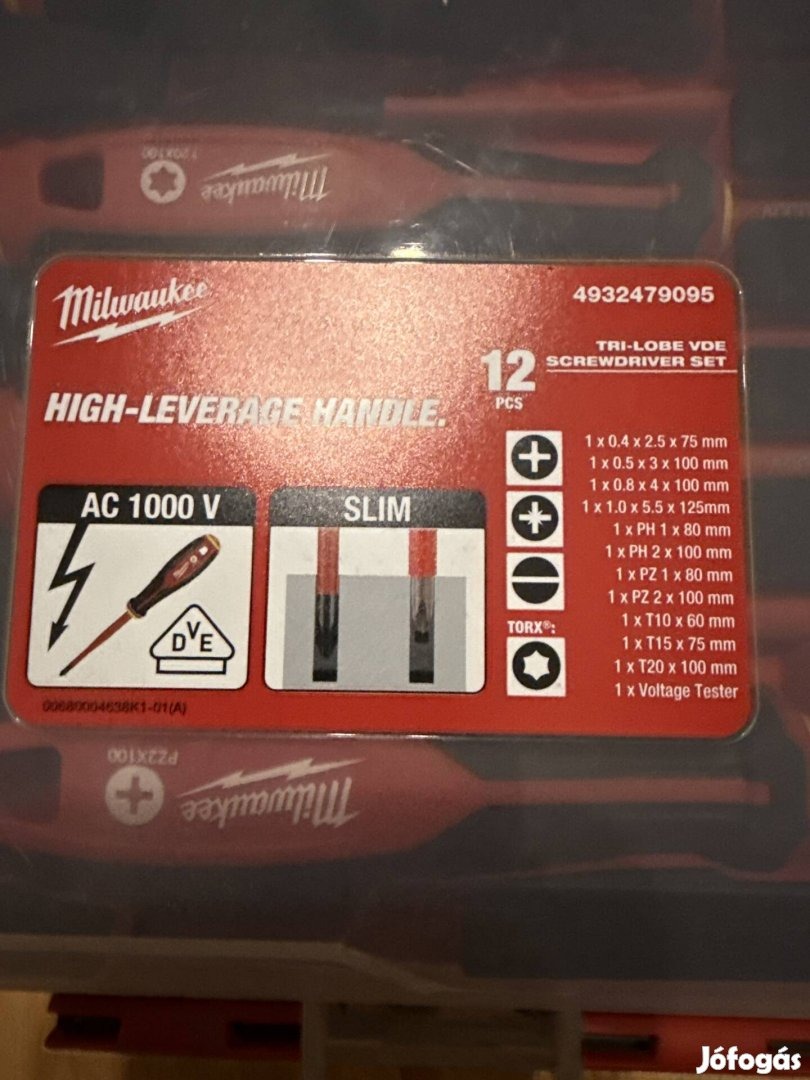 T20X100
Milwaukee
Milwaukee
4932479095
12 PCS
TRI-LOBE VDE
SCREWDRIVER SET
HIGH-LEVERAGE HANDLE.
AC 1000 V
SLIM
DVE
1 x 0.4 x 2.5 x 75 mm
1 x 0.5 x 3 x 100 mm
1 x 0.8 x 4 x 100 mm
1 x 1.0 x 5.5 x 125mm
1 x PH 1 x 80 mm
1 x PH 2 x 100 mm
1 x PZ 1 x 80 mm
1 x PZ 2 x 100 mm
TORX®:
1 x T10 x 60 mm
1 x T15 x 75 mm
1 x T20 x 100 mm
1 x Voltage Tester
00680004638K1-01(A)
PZ2X100
Milwaukee
Jófogás